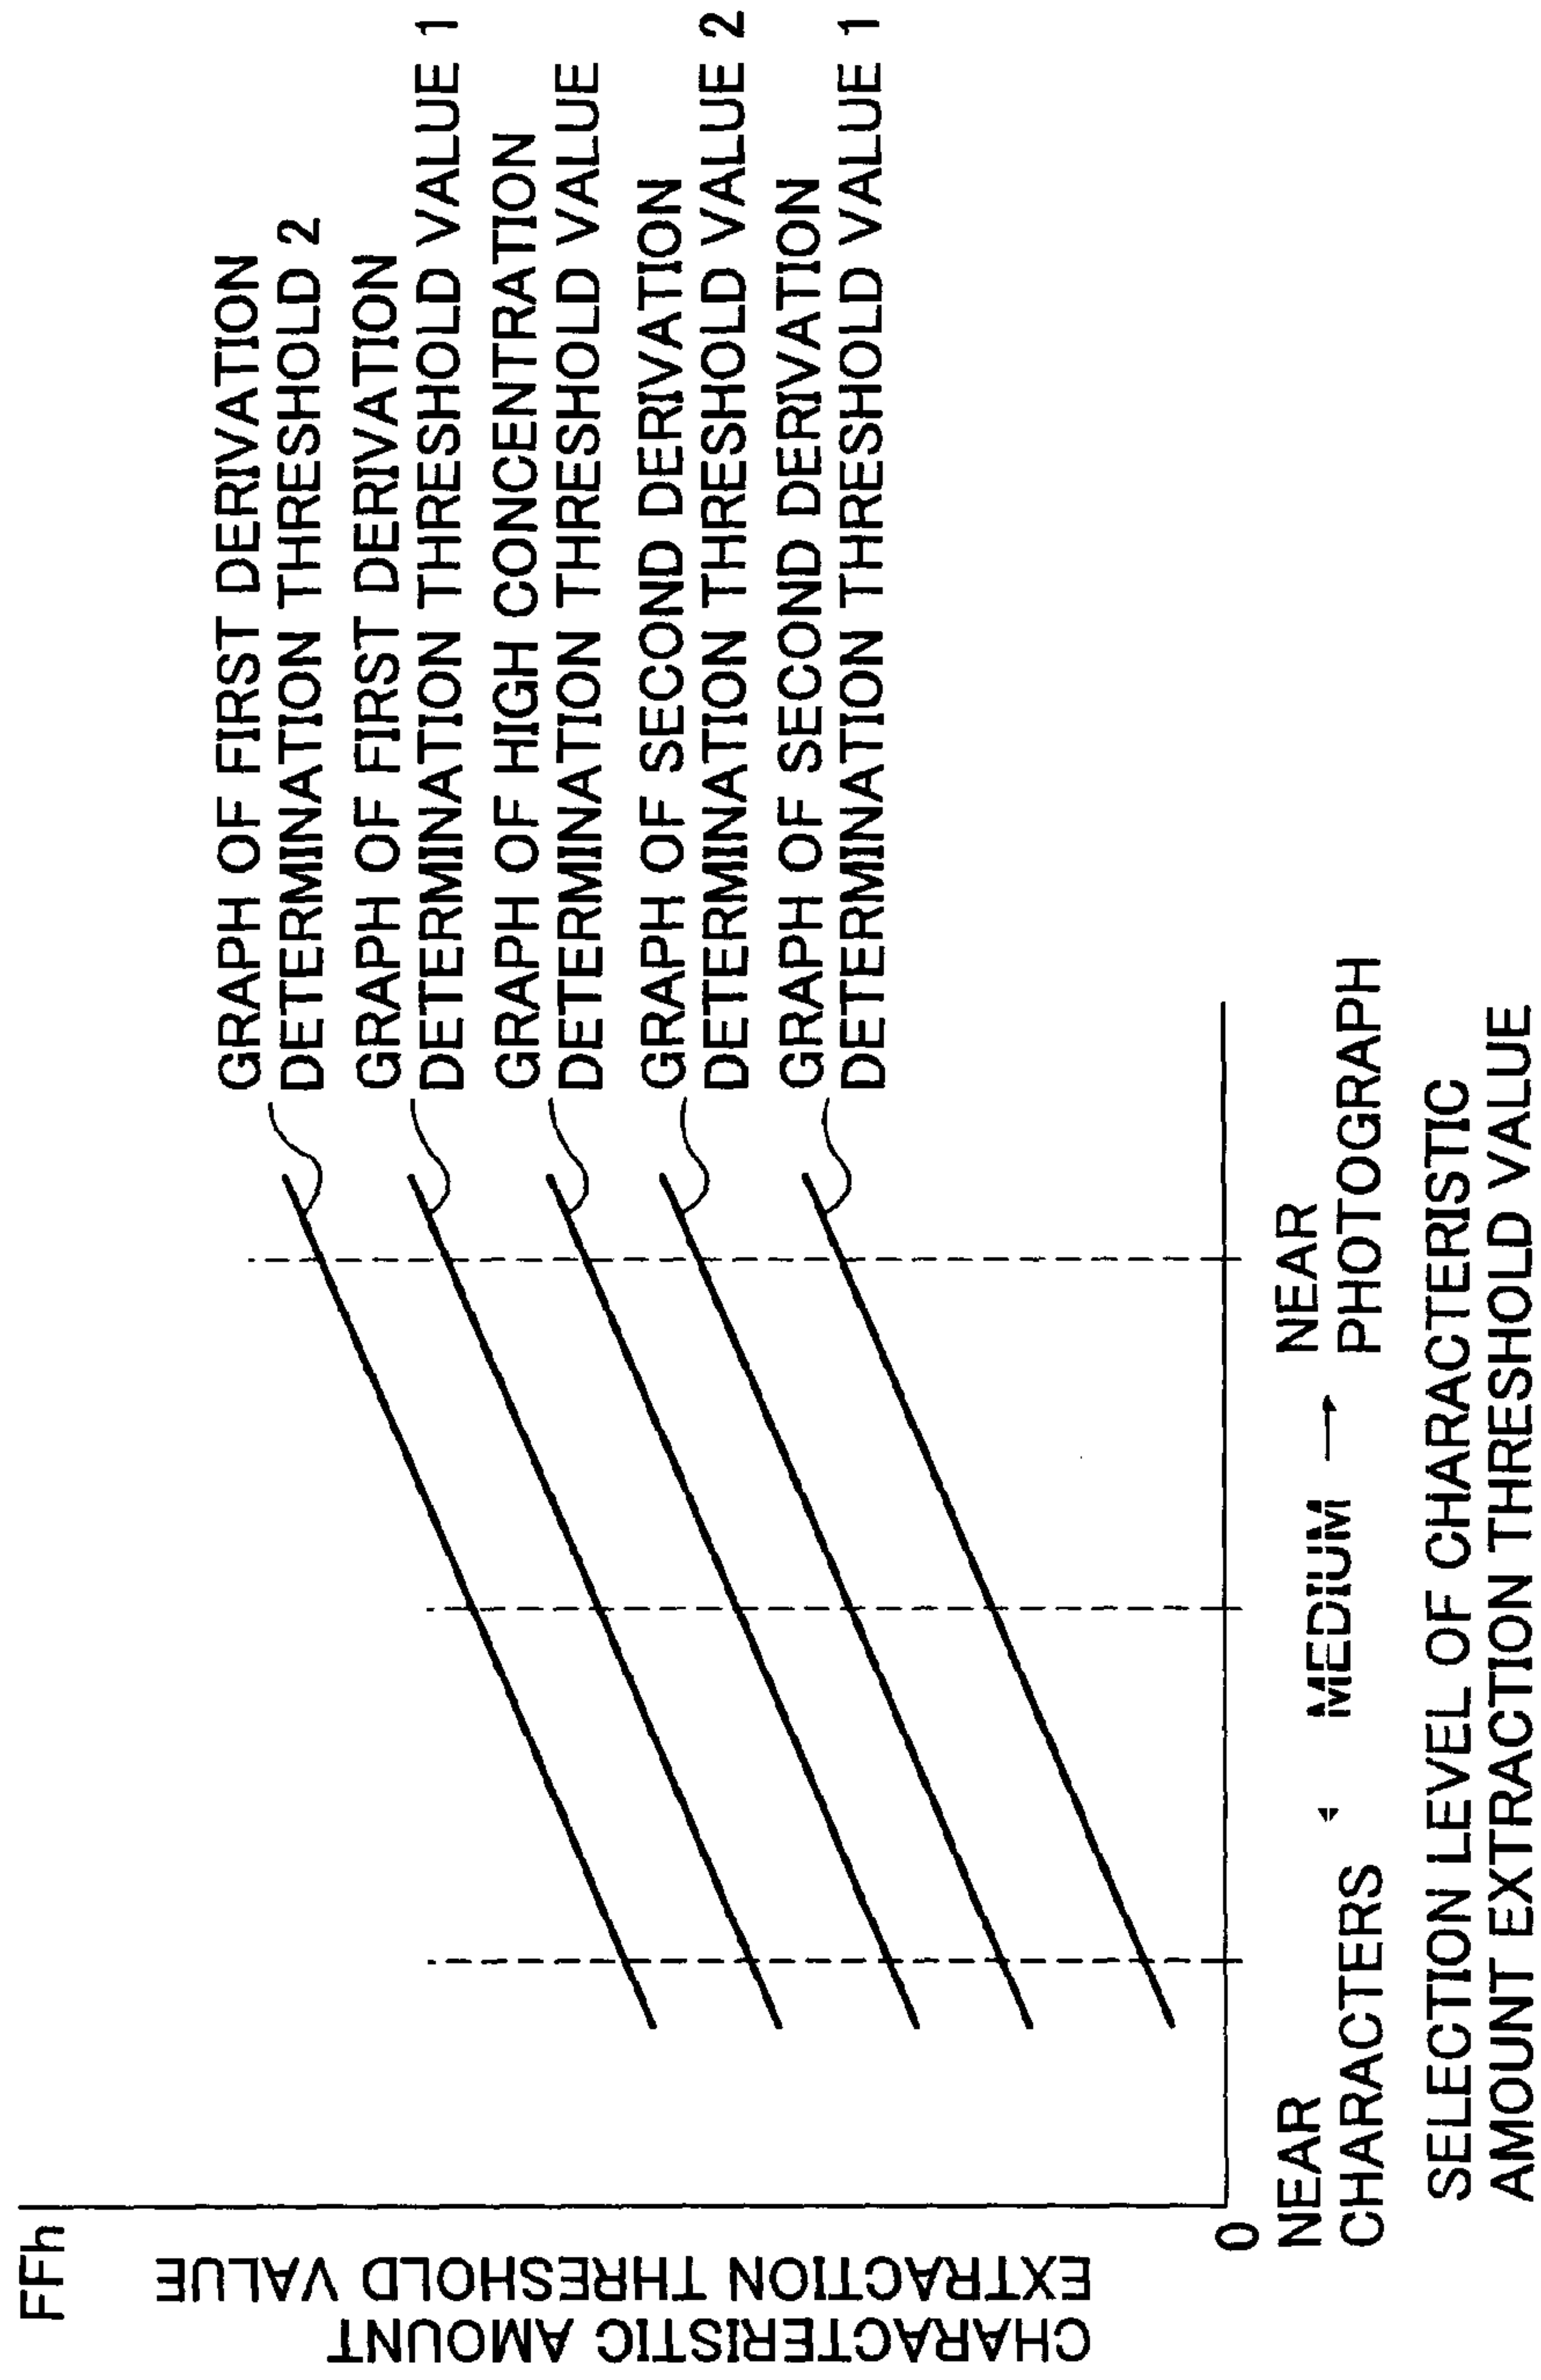 FFh
CHARACTERISTIC AMOUNT
EXTRACTION THRESHOLD VALUE
0
GRAPH OF FIRST DERIVATION
DETERMINATION THRESHOLD 2
GRAPH OF FIRST DERIVATION
DETERMINATION THRESHOLD VALUE 1
GRAPH OF HIGH CONCENTRATION
DETERMINATION THRESHOLD VALUE
GRAPH OF SECOND DERIVATION
DETERMINATION THRESHOLD VALUE 2
GRAPH OF SECOND DERIVATION
DETERMINATION THRESHOLD VALUE 1
NEAR
CHARACTERS
MEDIUM →
NEAR
PHOTOGRAPH
SELECTION LEVEL OF CHARACTERISTIC
AMOUNT EXTRACTION THRESHOLD VALUE